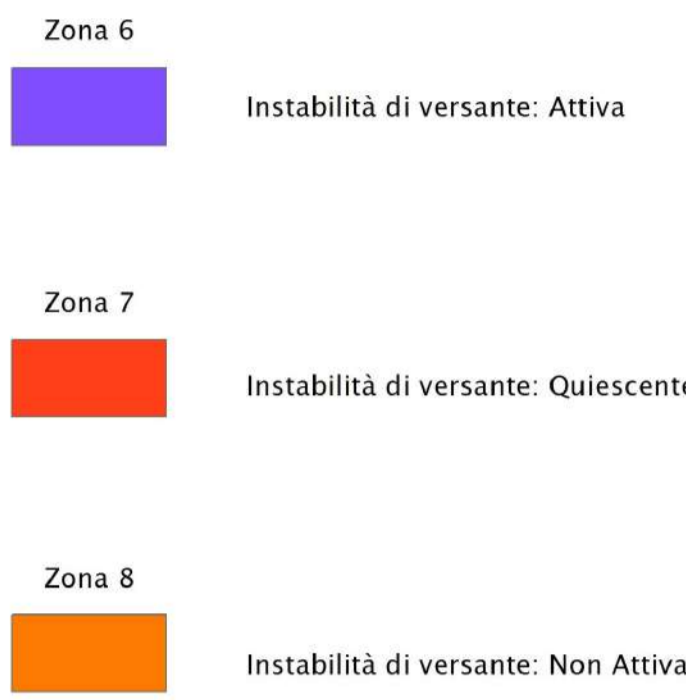 Zona 6
Instabilità di versante: Attiva
Zona 7
Instabilità di versante: Quiescente
Zona 8
Instabilità di versante: Non Attiva